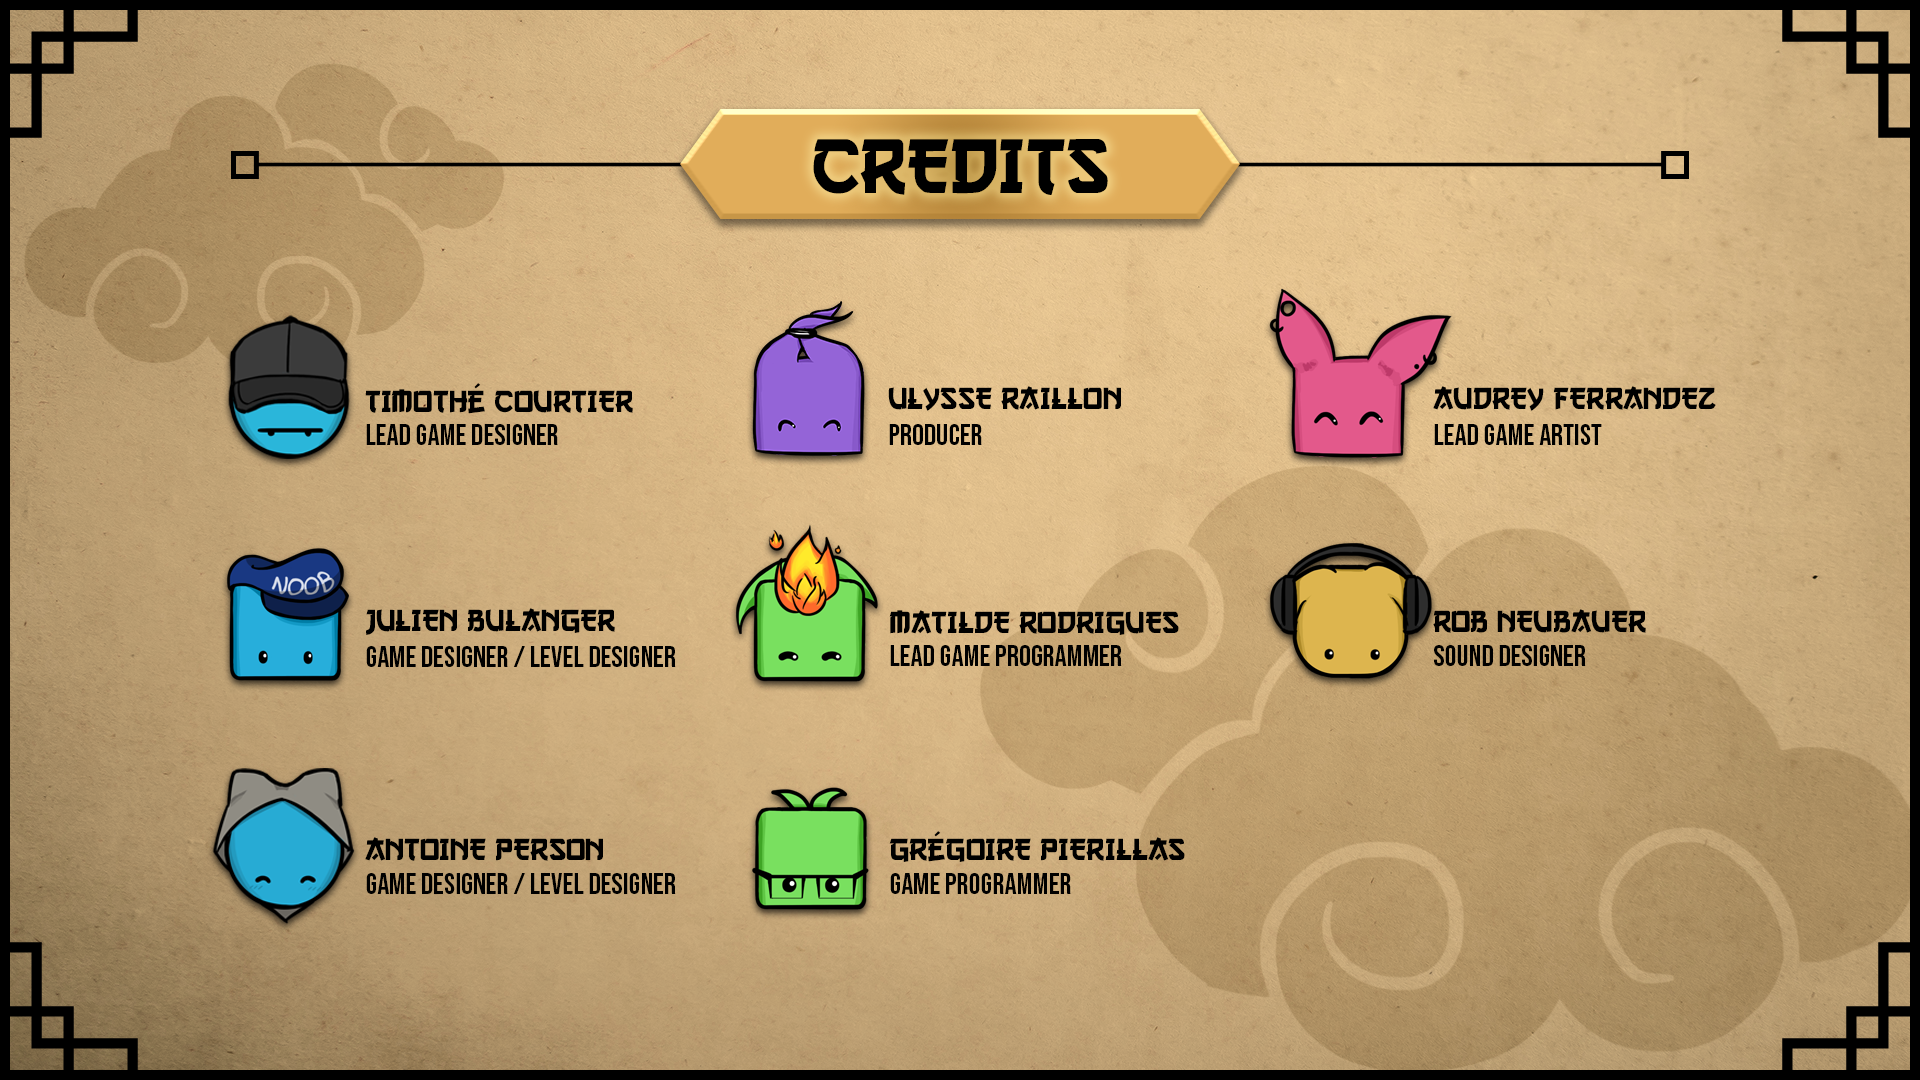 CREDITS
TIMOTHÉ COURTIER
LEAD GAME DESIGNER
ULYSSE RAILLON
PRODUCER
AUDREY FERRANDEZ
LEAD GAME ARTIST
NOOB
JULIEN BULANGER
GAME DESIGNER / LEVEL DESIGNER
MATILDE RODRIGUES
LEAD GAME PROGRAMMER
ROB NEUBAUER
SOUND DESIGNER
ANTOINE PERSON
GAME DESIGNER / LEVEL DESIGNER
GRÉGOIRE PIERILLAS
GAME PROGRAMMER